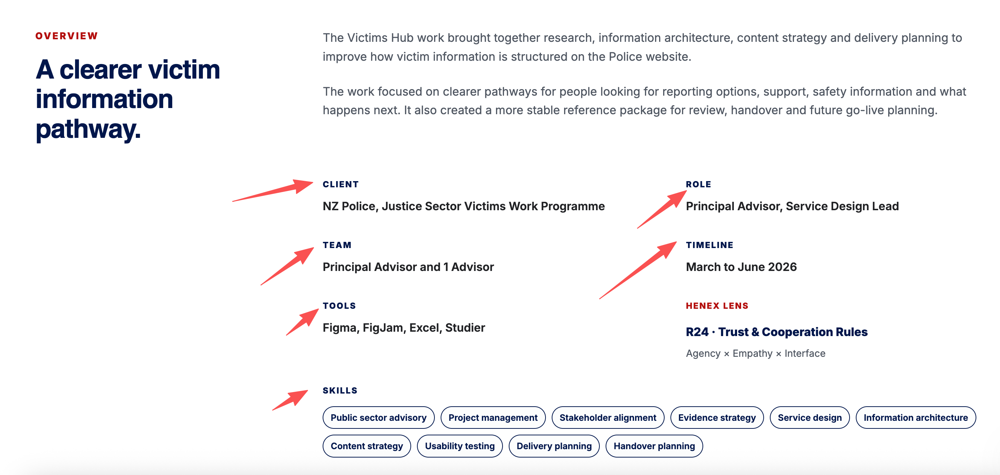 OVERVIEW
A clearer victim
information
pathway.
The Victims Hub work brought together research, information architecture, content strategy and delivery planning to
improve how victim information is structured on the Police website.
The work focused on clearer pathways for people looking for reporting options, support, safety information and what
happens next. It also created a more stable reference package for review, handover and future go-live planning.
CLIENT
NZ Police, Justice Sector Victims Work Programme
ROLE
Principal Advisor, Service Design Lead
TEAM
Principal Advisor and 1 Advisor
TIMELINE
March to June 2026
TOOLS
Figma, FigJam, Excel, Studier
HENEX LENS
R24 · Trust & Cooperation Rules
Agency × Empathy × Interface
SKILLS
Public sector advisory Project management Stakeholder alignment Evidence strategy Service design Information architecture
Content strategy Usability testing Delivery planning Handover planning